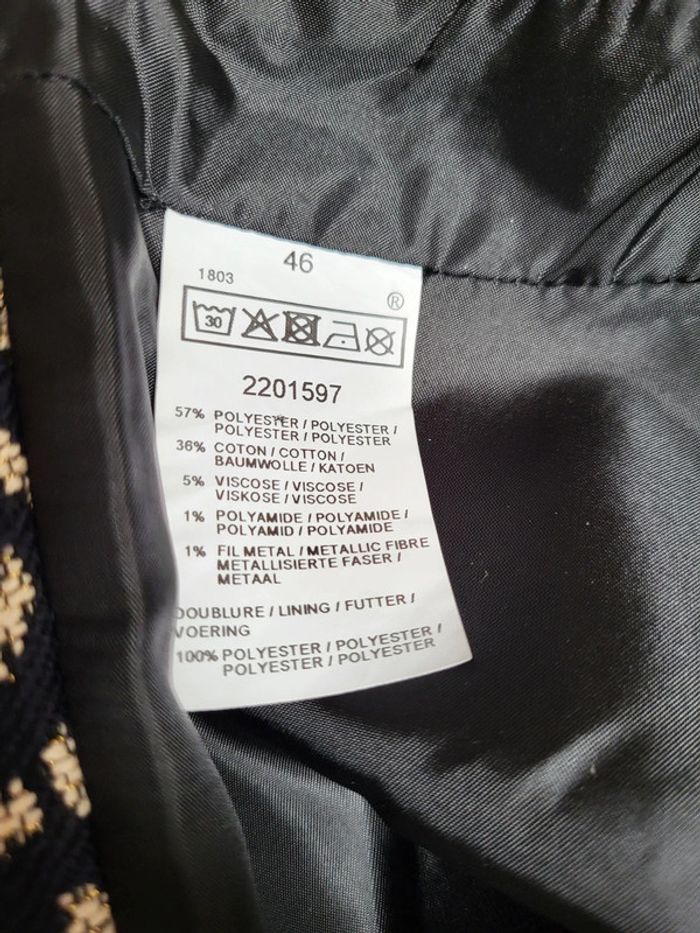 46
1803
®
30
2201597
57% POLYESTER / POLYESTER /
POLYESTER / POLYESTER
36% COTON / COTTON /
BAUMWOLLE / KATOEN
5% VISCOSE / VISCOSE /
VISKOSE / VISCOSE
1% POLYAMIDE / POLYAMIDE /
POLYAMID / POLYAMIDE
1% FIL METAL / METALLIC FIBRE
METALLISIERTE FASER /
METAAL
DOUBLURE / LINING / FUTTER /
VOERING
100% POLYESTER / POLYESTER /
POLYESTER / POLYESTER